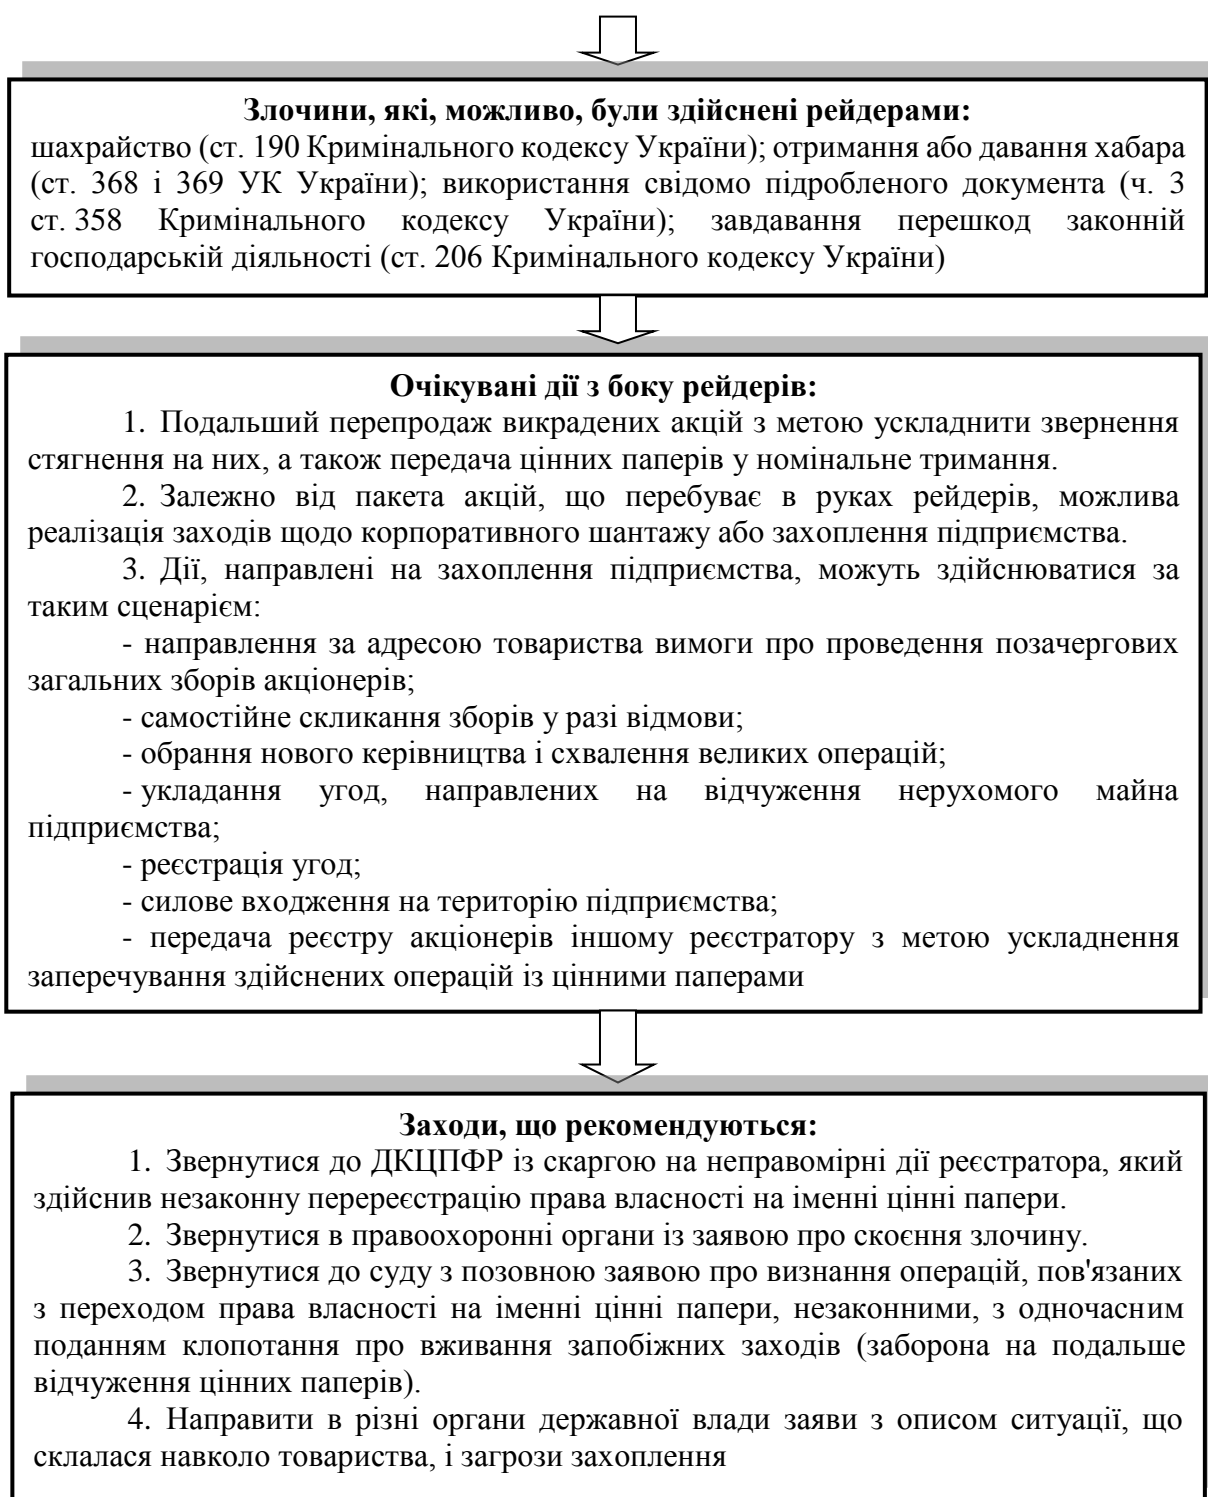 Злочини, які, можливо, були здійснені рейдерами:
шахрайство (ст. 190 Кримінального кодексу України); отримання або давання хабара
(ст. 368 і 369 УК України); використання свідомо підробленого документа (ч. 3
ст. 358 Кримінального кодексу України); завдавання перешкод законній
господарській діяльності (ст. 206 Кримінального кодексу України)
Очікувані дії з боку рейдерів:
1. Подальший перепродаж викрадених акцій з метою ускладнити звернення
стягнення на них, а також передача цінних паперів у номінальне тримання.
2. Залежно від пакета акцій, що перебуває в руках рейдерів, можлива
реалізація заходів щодо корпоративного шантажу або захоплення підприємства.
3. Дії, направлені на захоплення підприємства, можуть здійснюватися за
таким сценарієм:
- направлення за адресою товариства вимоги про проведення позачергових
загальних зборів акціонерів;
- самостійне скликання зборів у разі відмови;
- обрання нового керівництва і схвалення великих операцій;
- укладання угод, направлених на відчуження нерухомого майна
підприємства;
- реєстрація угод;
- силове входження на територію підприємства;
- передача реєстру акціонерів іншому реєстратору з метою ускладнення
заперечування здійснених операцій із цінними паперами
Заходи, що рекомендуються:
1. Звернутися до ДКЦПФР із скаргою на неправомірні дії реєстратора, який
здійснив незаконну перереєстрацію права власності на іменні цінні папери.
2. Звернутися в правоохоронні органи із заявою про скоєння злочину.
3. Звернутися до суду з позовною заявою про визнання операцій, пов'язаних
з переходом права власності на іменні цінні папери, незаконними, з одночасним
поданням клопотання про вживання запобіжних заходів (заборона на подальше
відчуження цінних паперів).
4. Направити в різні органи державної влади заяви з описом ситуації, що
склалася навколо товариства, і загрози захоплення